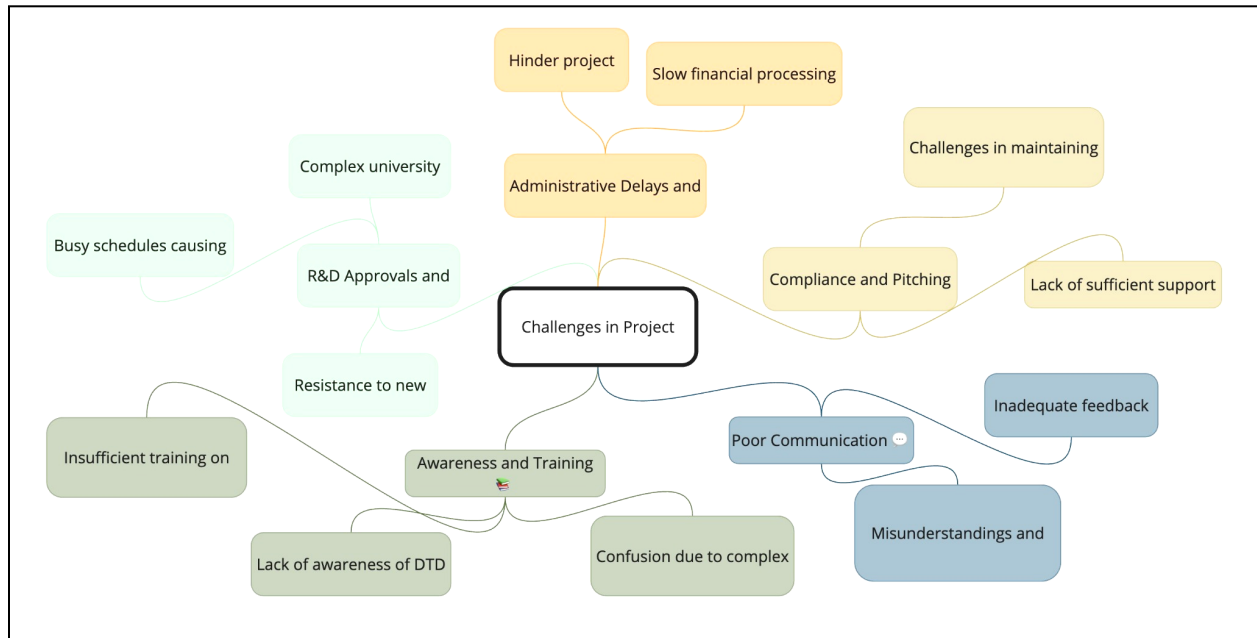 Hinder project
Slow financial processing
Challenges in maintaining
Complex university
Administrative Delays and
Busy schedules causing
R&D Approvals and
Compliance and Pitching
Lack of sufficient support
Challenges in Project
Resistance to new
Inadequate feedback
Poor Communication 💬
Insufficient training on
Awareness and Training
📚
Misunderstandings and
Lack of awareness of DTD
Confusion due to complex